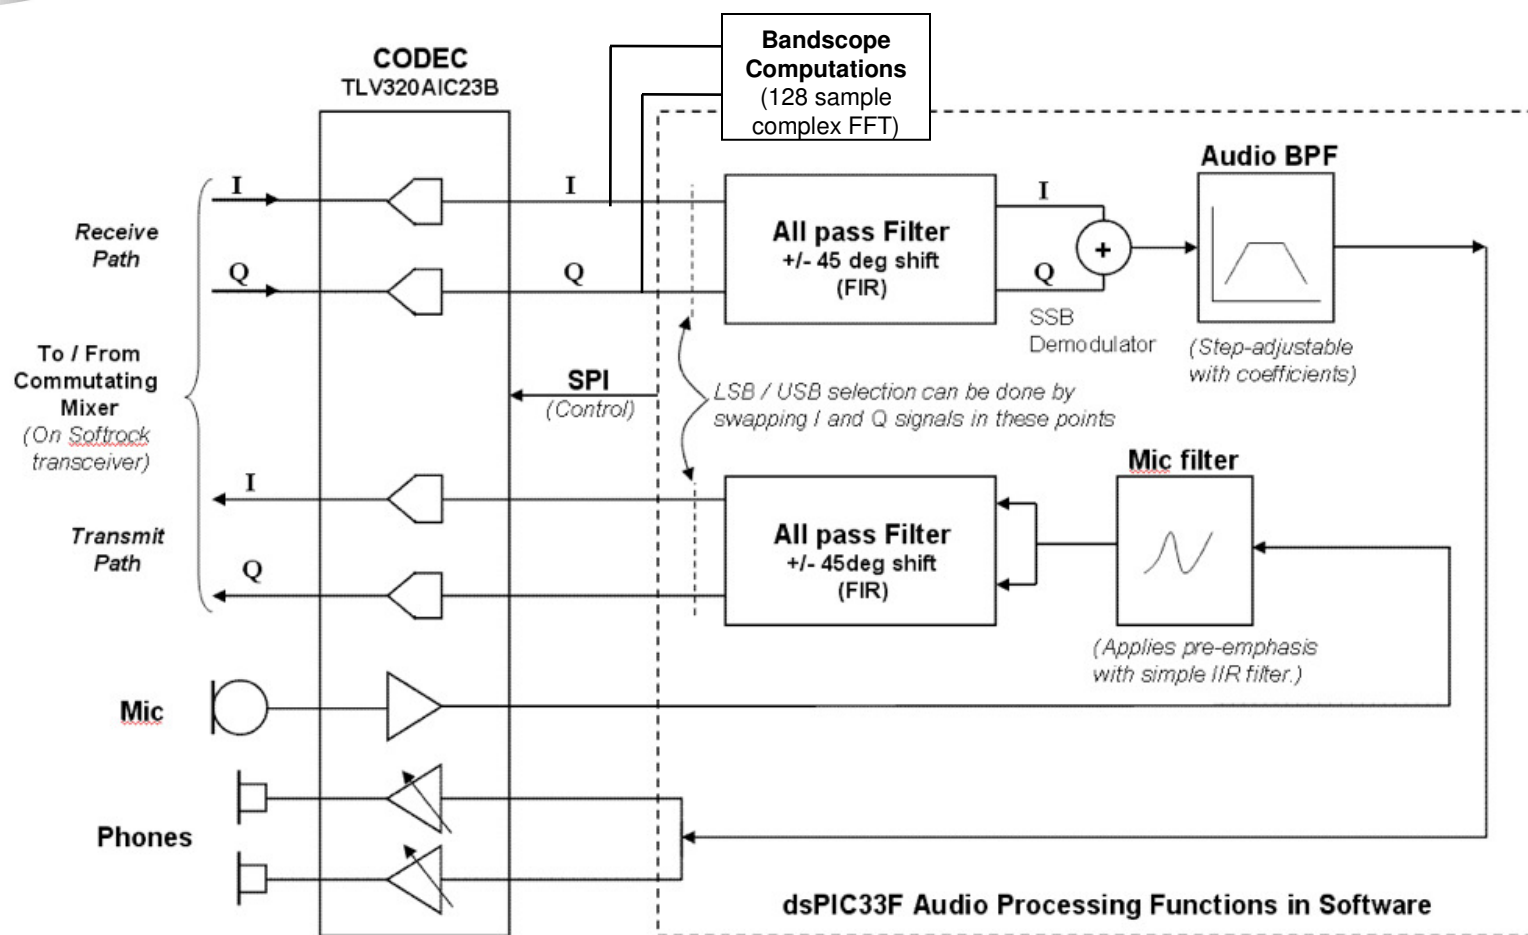 Bandscope
Computations
(128 sample
complex FFT)
CODEC
TLV320AIC23B
Audio BPF
I
I
I
Receive
Path
All pass Filter
+/- 45 deg shift
(FIR)
+
Q
Q
Q
SSB
Demodulator
(Step-adjustable
with coefficients)
To / From
Commutating
Mixer
(On Softrock
transceiver)
SPI
(Control)
LSB / USB selection can be done by
swapping I and Q signals in these points
Mic filter
I
Transmit
Path
All pass Filter
+/- 45deg shift
(FIR)
Q
(Applies pre-emphasis
with simple IIR filter.)
Mic
Phones
dsPIC33F Audio Processing Functions in Software